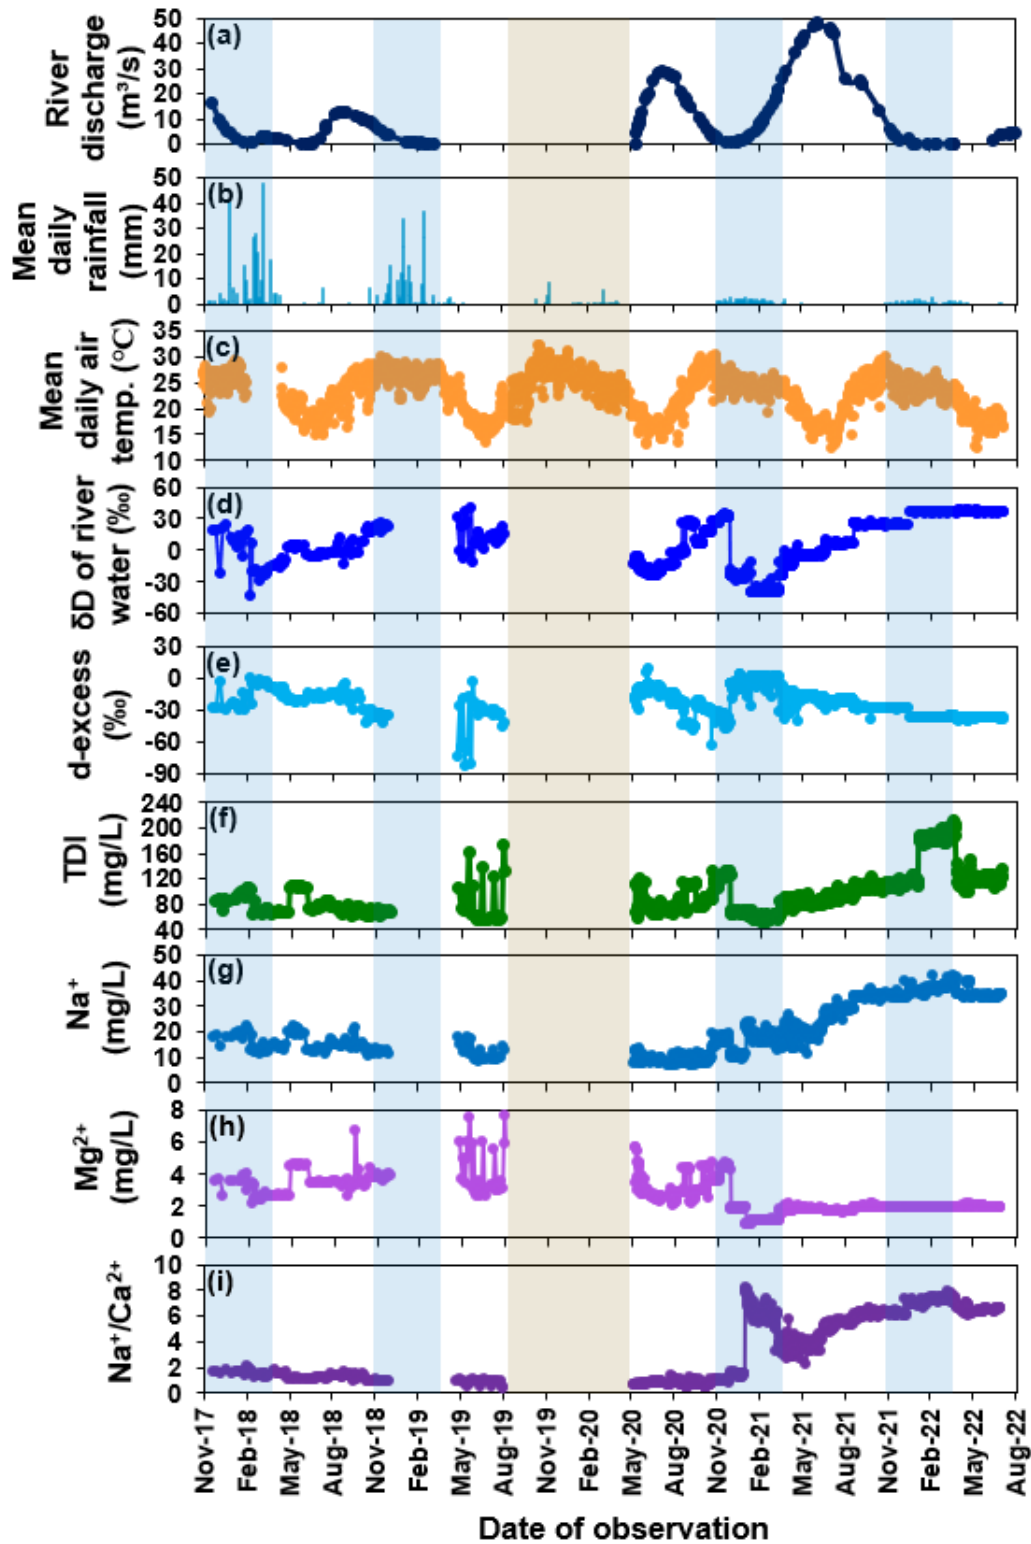 (a)
River
discharge
(m³/s)
50
40
30
20
10
0
(b)
Mean
daily
rainfall
(mm)
50
40
30
20
10
0
(c)
Mean
daily air
temp. (°C)
35
30
25
20
15
10
(d)
δD of river
water (‰)
60
30
0
-30
-60
(e)
d-excess
(‰)
30
0
-30
-60
-90
(f)
TDI
(mg/L)
240
200
160
120
80
40
(g)
Na⁺
(mg/L)
50
40
30
20
10
0
(h)
Mg²⁺
(mg/L)
8
6
4
2
0
(i)
Na⁺/Ca²⁺
10
8
6
4
2
0
Nov-17
Feb-18
May-18
Aug-18
Nov-18
Feb-19
May-19
Aug-19
Nov-19
Feb-20
May-20
Aug-20
Nov-20
Feb-21
May-21
Aug-21
Nov-21
Feb-22
May-22
Aug-22
Date of observation